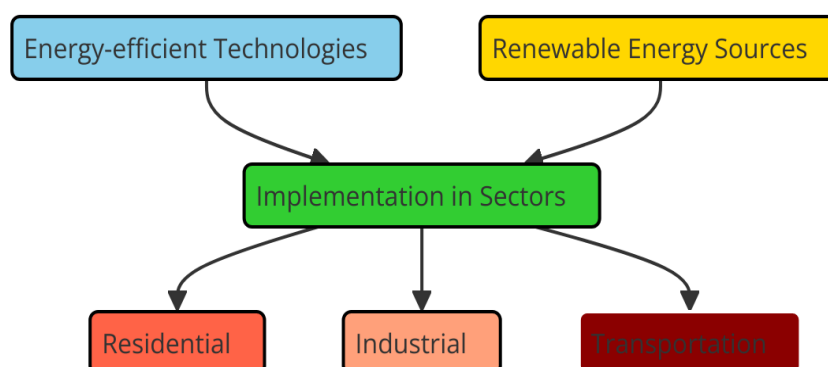 Energy-efficient Technologies
Renewable Energy Sources
Implementation in Sectors
Residential
Industrial
Transportation